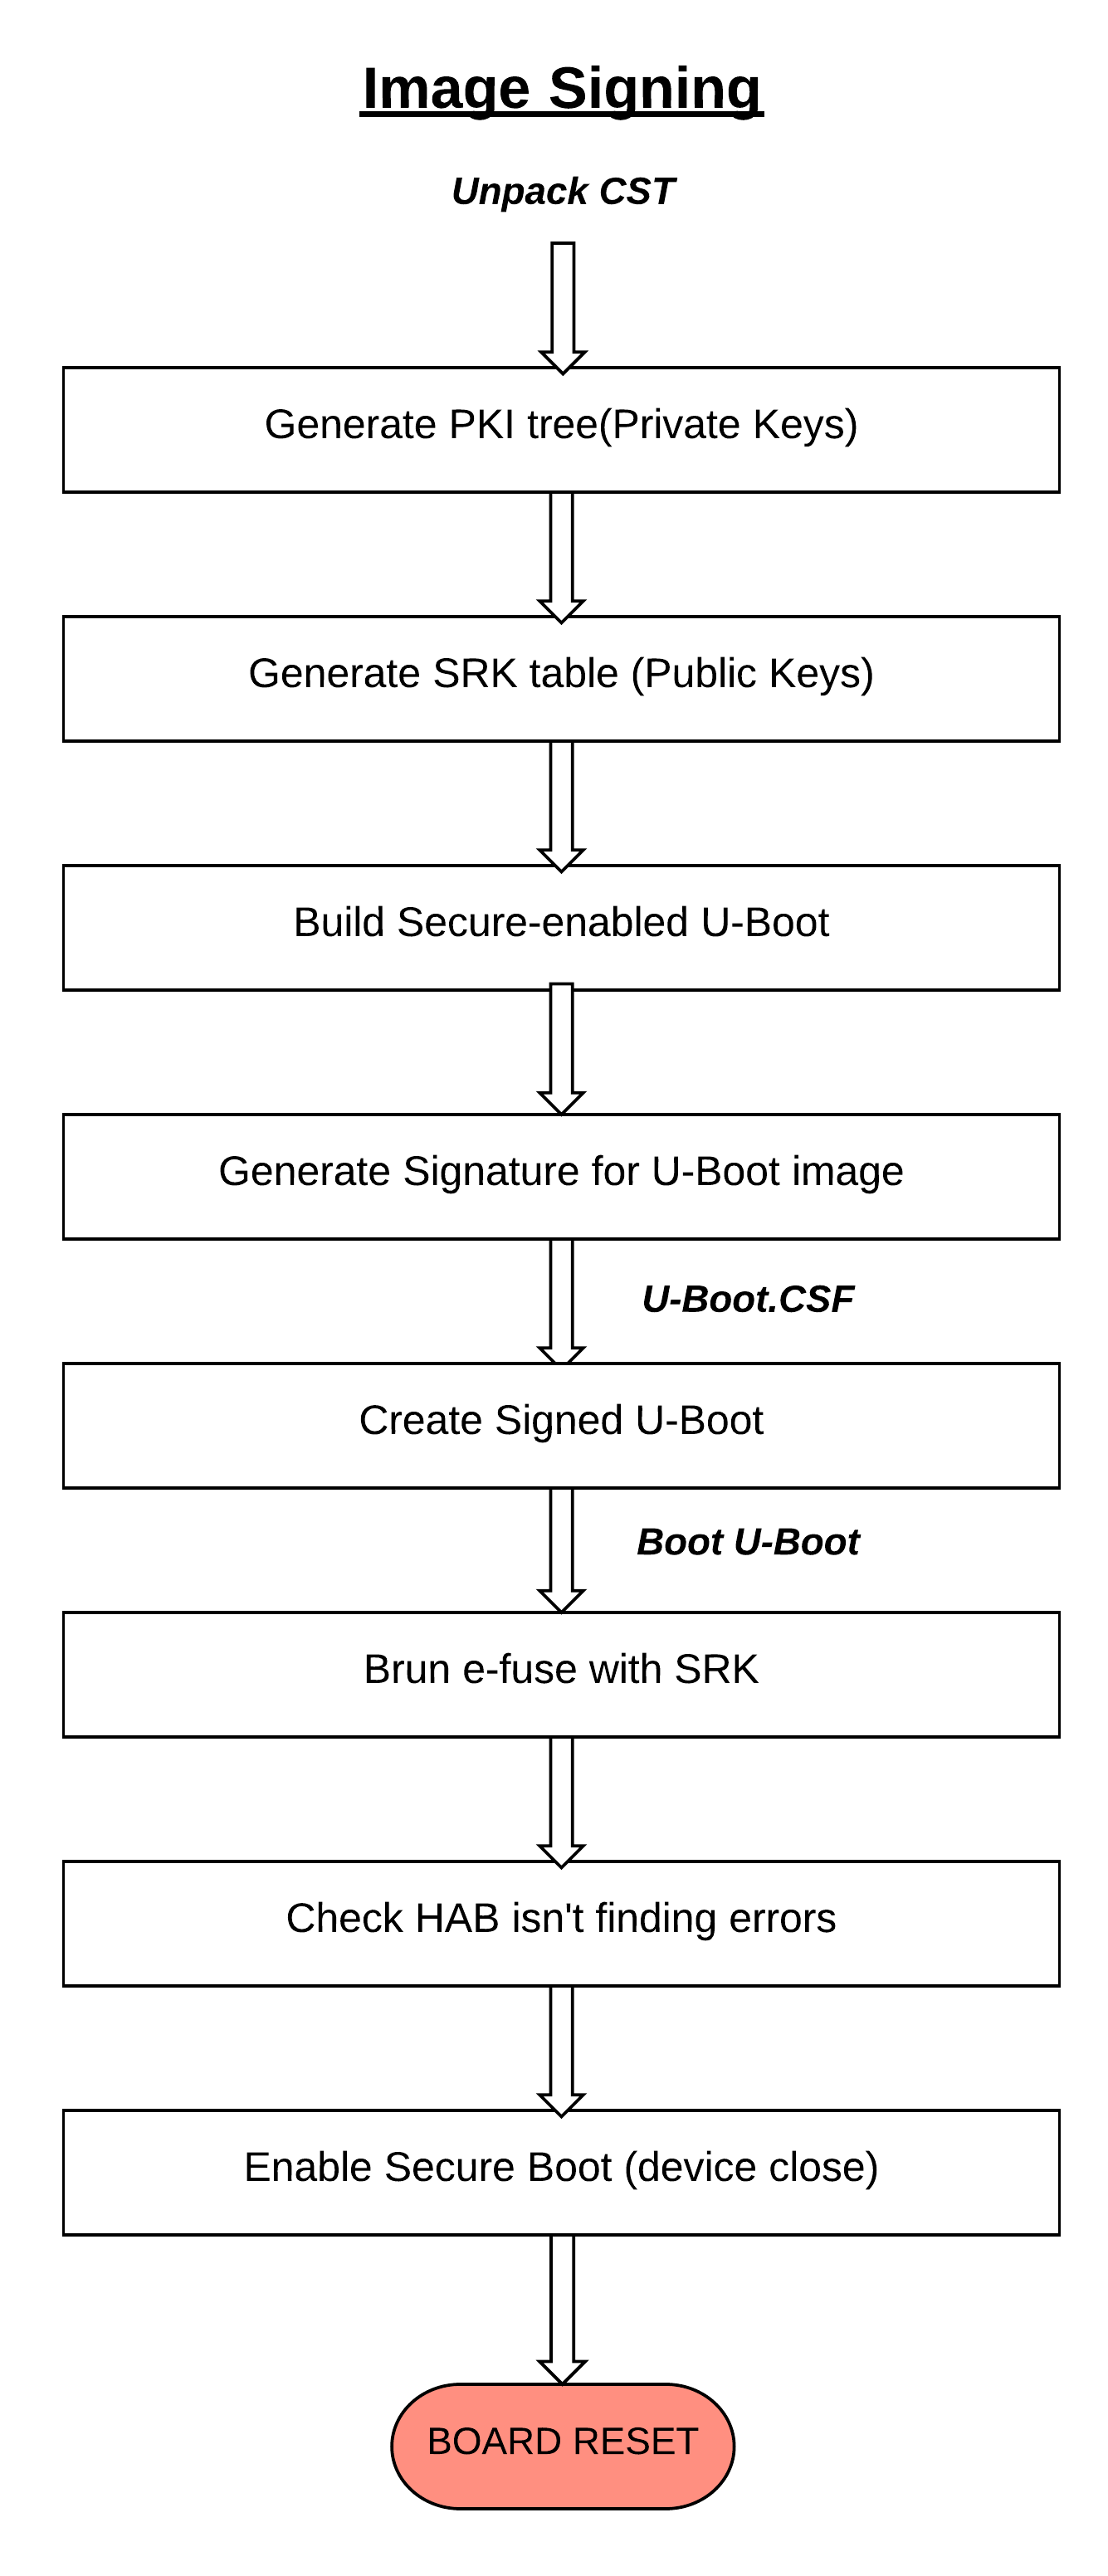 Image Signing
Unpack CST
Generate PKI tree(Private Keys)
Generate SRK table (Public Keys)
Build Secure-enabled U-Boot
Generate Signature for U-Boot image
U-Boot.CSF
Create Signed U-Boot
Boot U-Boot
Brun e-fuse with SRK
Check HAB isn't finding errors
Enable Secure Boot (device close)
BOARD RESET